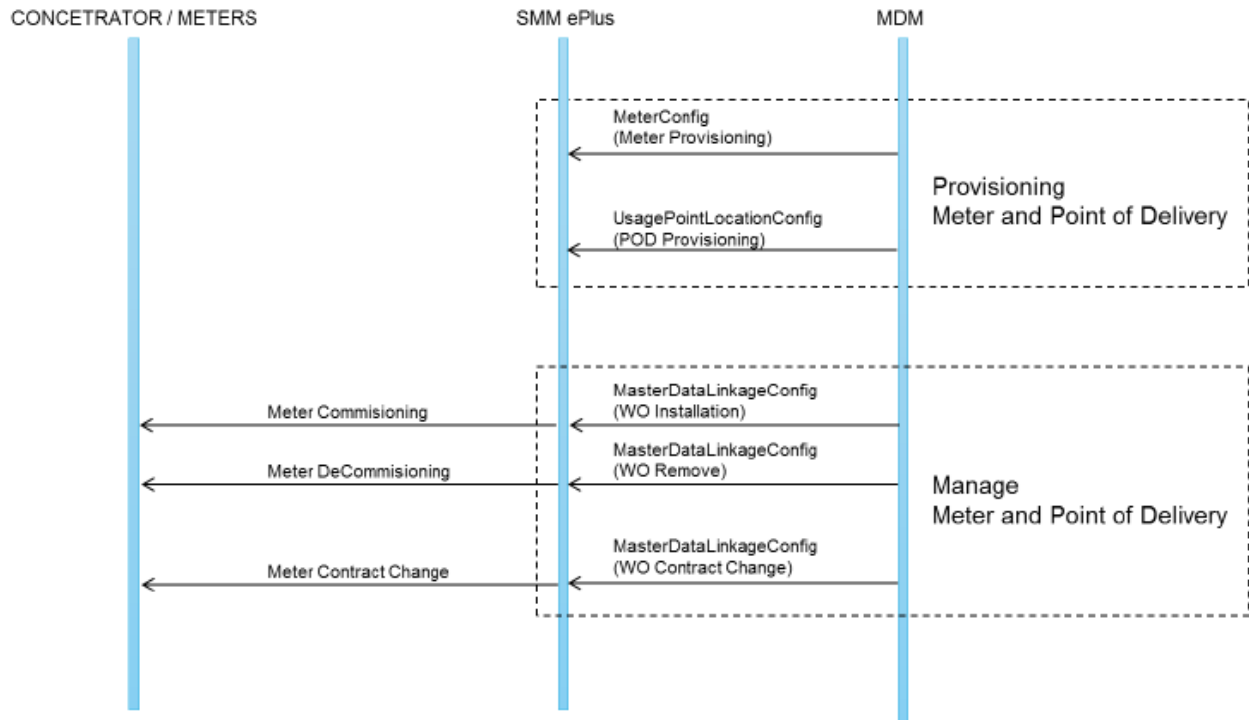 CONCETRATOR / METERS
SMM ePlus
MDM
MeterConfig
(Meter Provisioning)
Provisioning
Meter and Point of Delivery
UsagePointLocationConfig
(POD Provisioning)
MasterDataLinkageConfig
(WO Installation)
Meter Commisioning
MasterDataLinkageConfig
(WO Remove)
Meter DeCommisioning
Manage
Meter and Point of Delivery
MasterDataLinkageConfig
(WO Contract Change)
Meter Contract Change